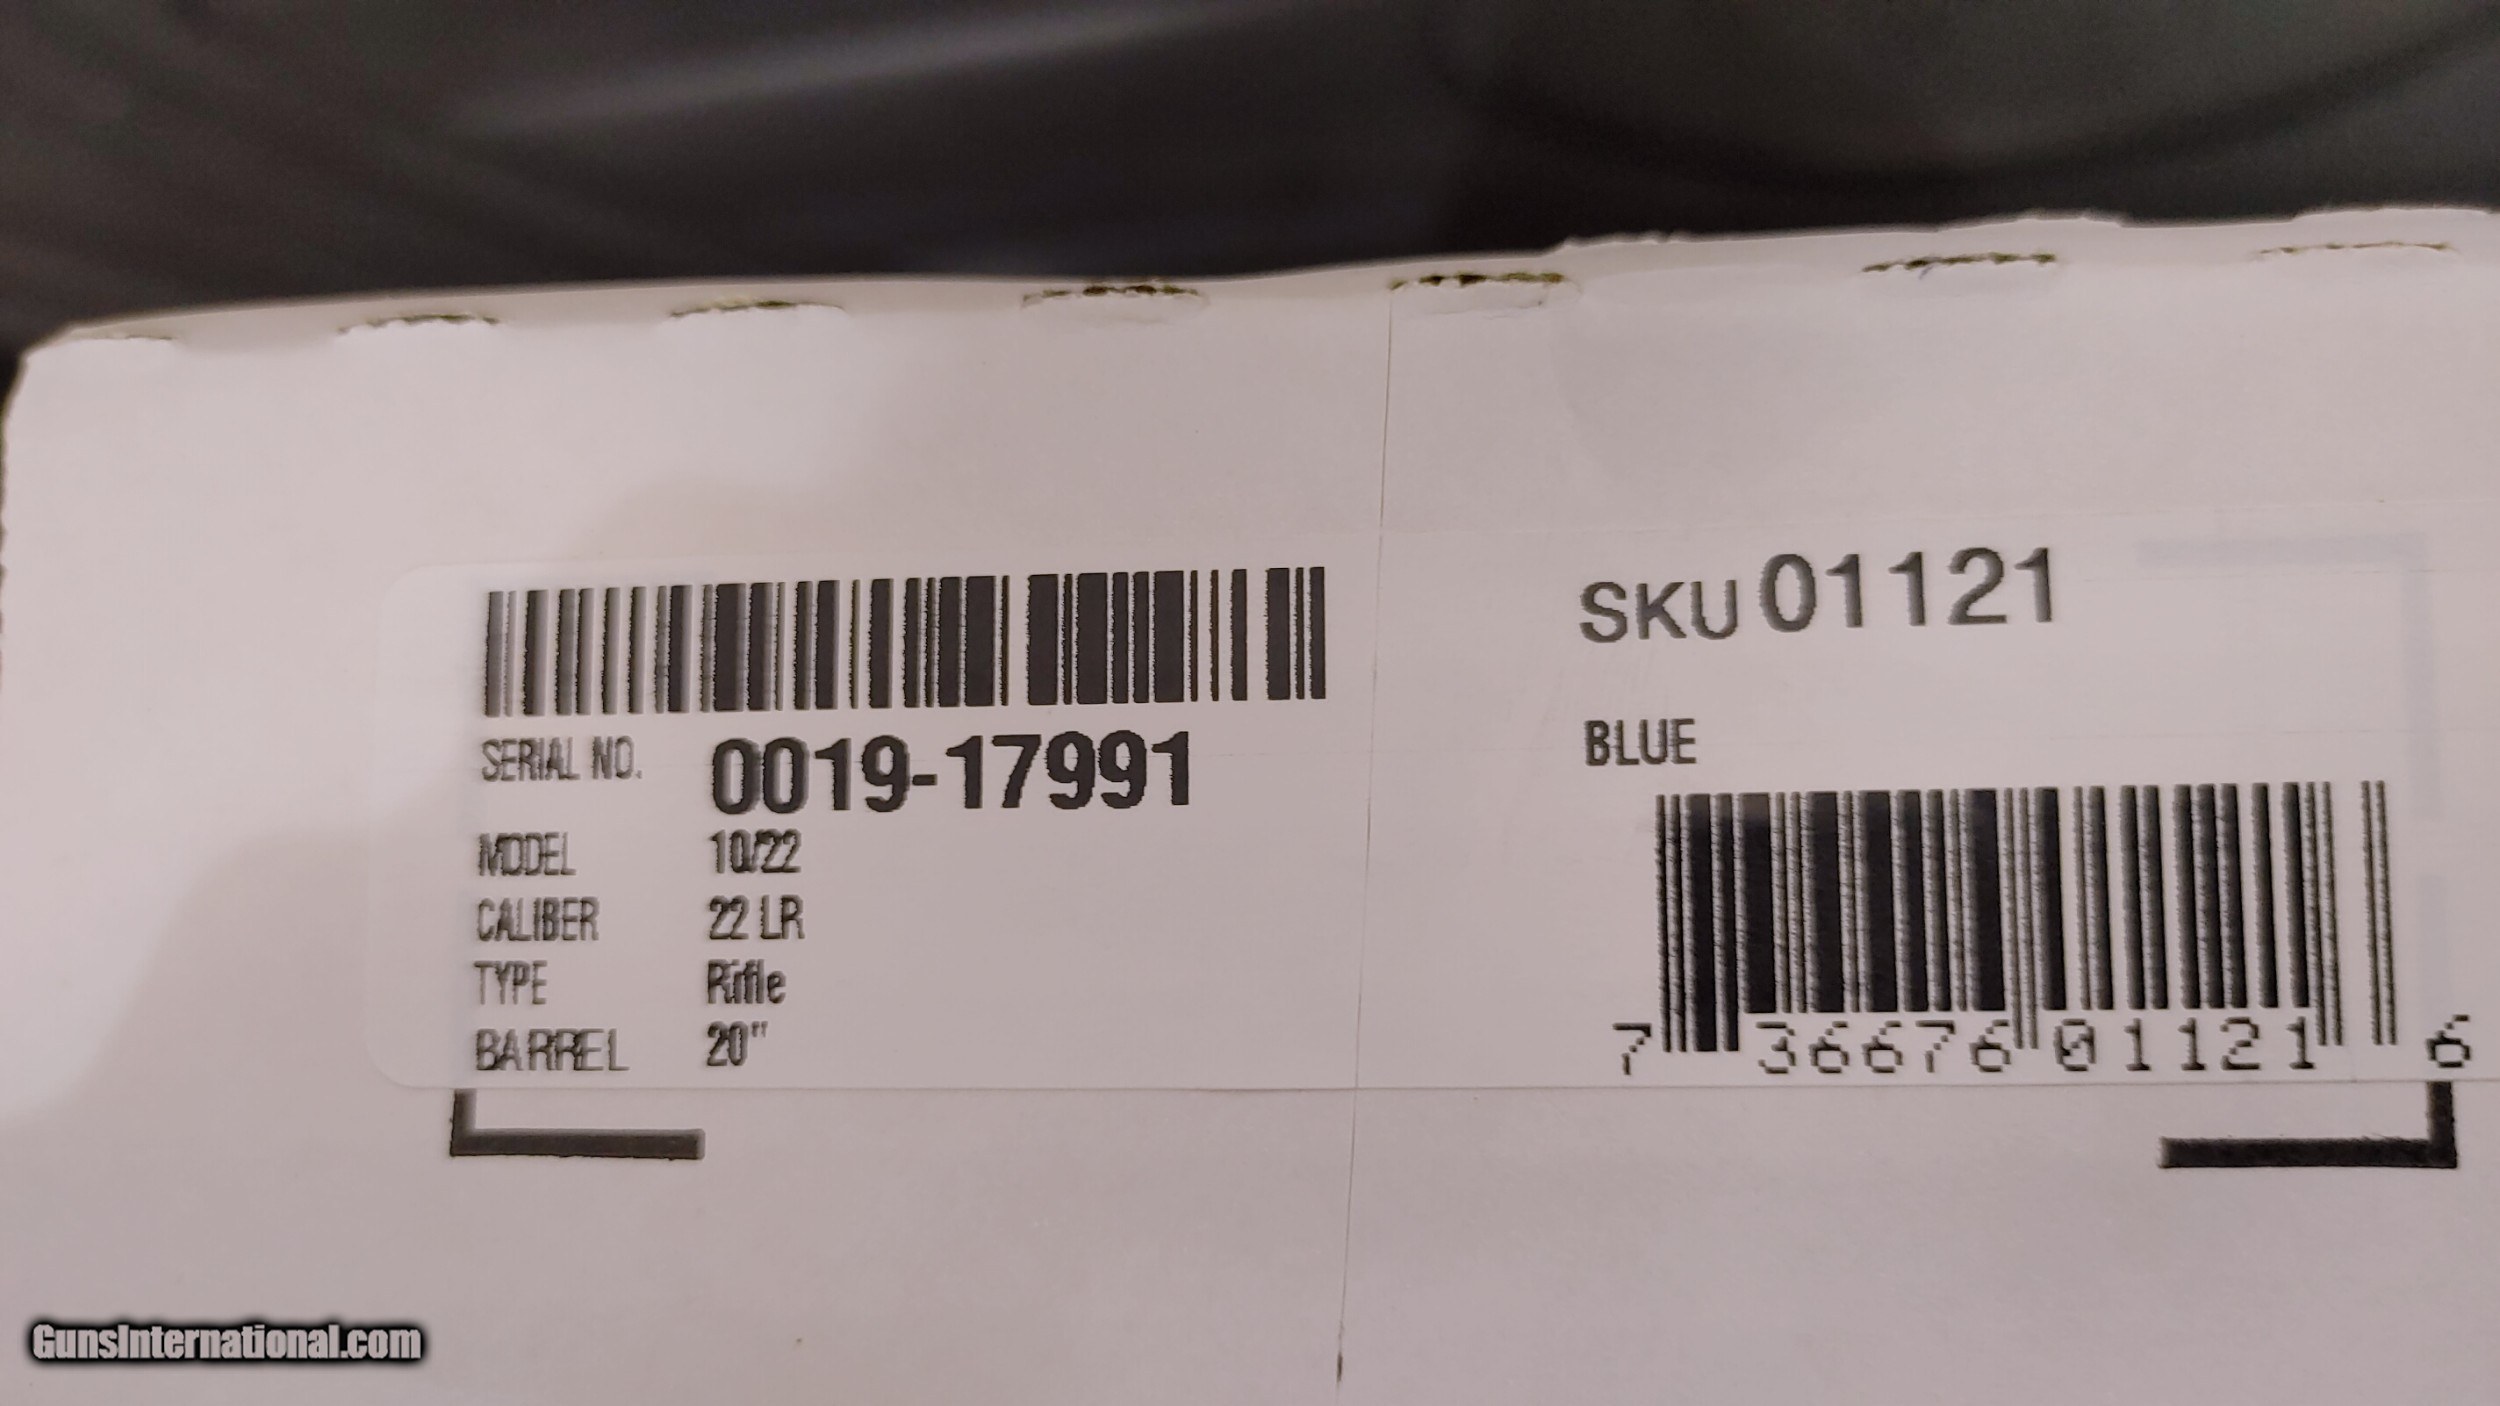 SERIAL NO. 0019-17991
MODEL 10/22
CALIBER 22 LR
TYPE Rifle
BARREL 20"
SKU 01121
BLUE
7 36676 01121 6
GunsInternational.com